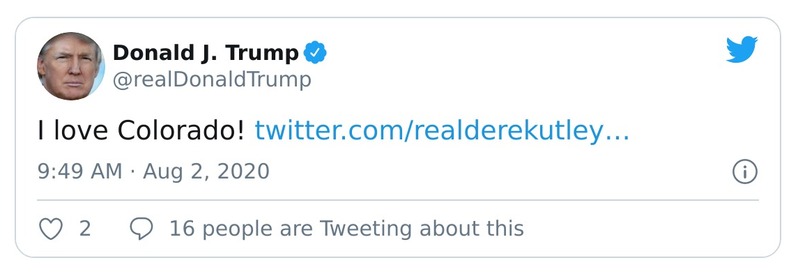 Donald J. Trump
@realDonaldTrump
I love Colorado! twitter.com/realderekutley…
9:49 AM · Aug 2, 2020
2 16 people are Tweeting about this